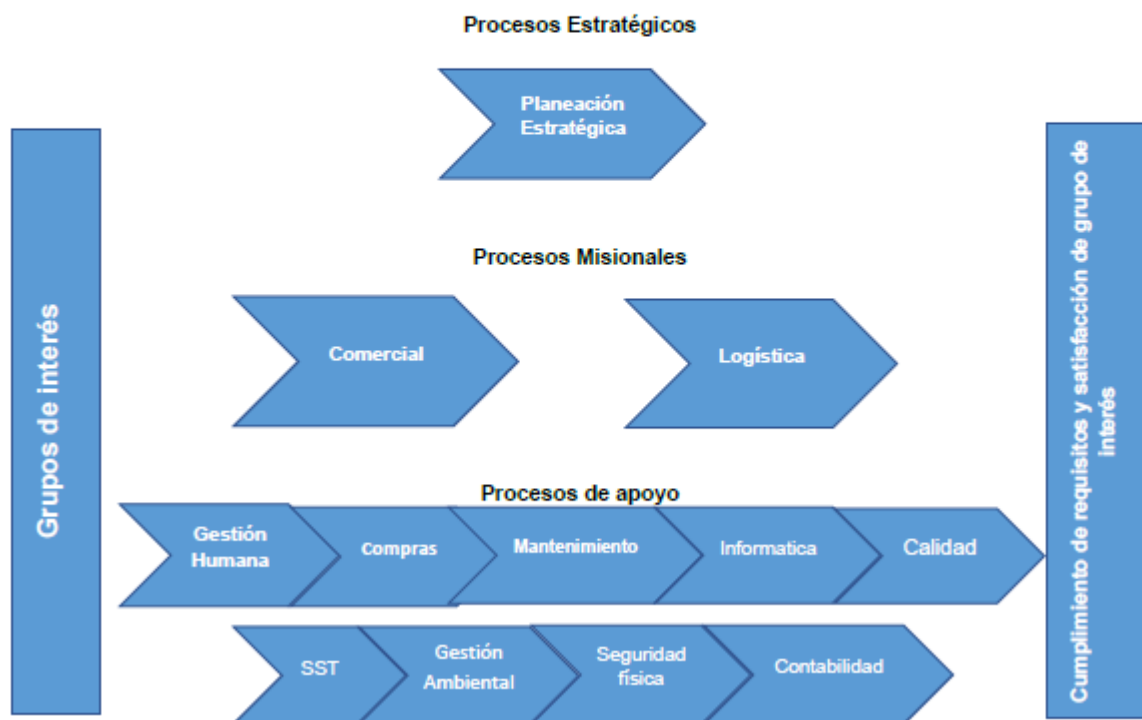 Procesos Estratégicos
Planeación
Estratégica
Grupos de interés
Procesos Misionales
Comercial
Logística
Procesos de apoyo
Gestión
Humana
Compras
Mantenimiento
Informatica
Calidad
SST
Gestión
Ambiental
Seguridad
física
Contabilidad
Cumplimiento de requisitos y satisfacción de grupo de
interés